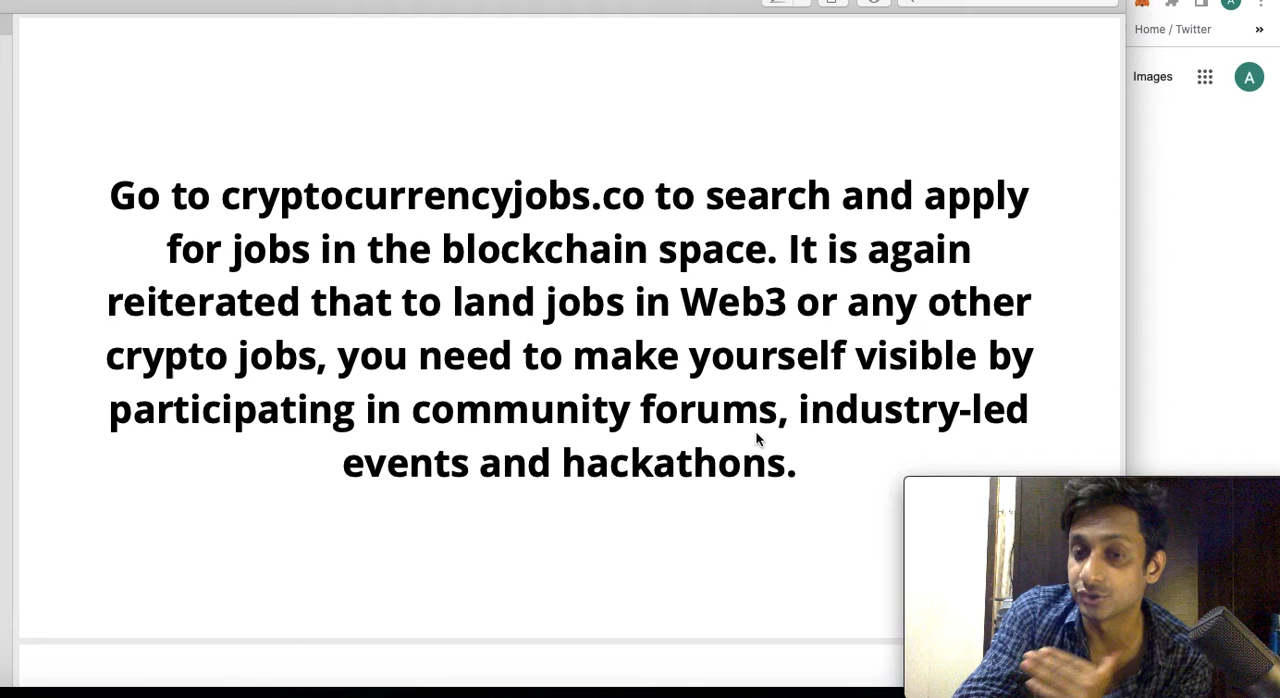 A
Home / Twitter
»
Images
A
Go to cryptocurrencyjobs.co to search and apply
for jobs in the blockchain space. It is again
reiterated that to land jobs in Web3 or any other
crypto jobs, you need to make yourself visible by
participating in community forums, industry-led
events and hackathons.